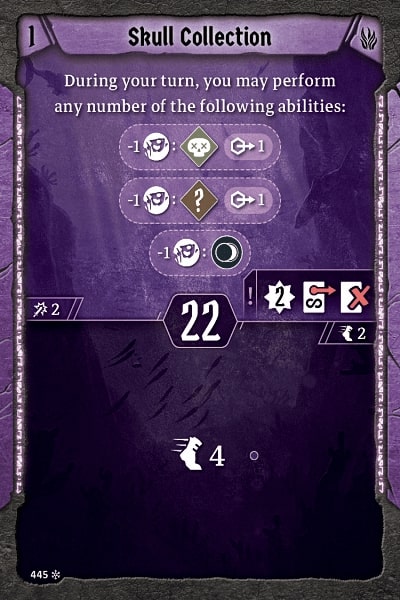 1 Skull Collection
During your turn, you may perform
any number of the following abilities:
-1 : 1
-1 : ? 1
-1 :
! 2
2 22
2
4
445